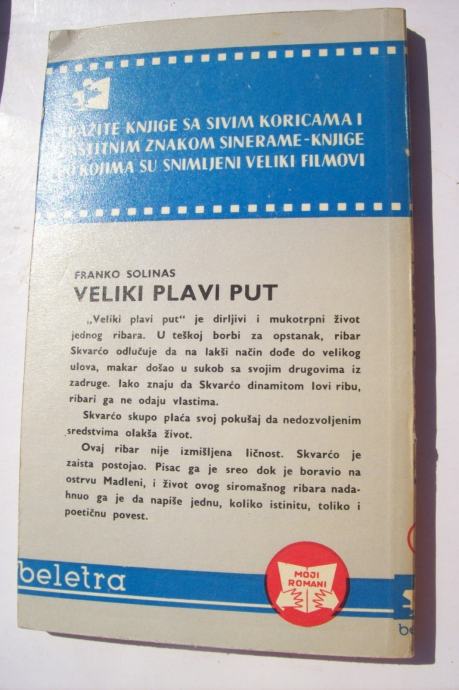 TRAŽITE KNJIGE SA SIVIM KORICAMA I
ZAŠTITNIM ZNAKOM SINERAME-KNJIGE
PO KOJIMA SU SNIMLJENI VELIKI FILMOVI
FRANKO SOLINAS
VELIKI PLAVI PUT
„Veliki plavi put" je dirljivi i mukotrpni život
jednog ribara. U teškoj borbi za opstanak, ribar
Skvarćo odlučuje da na lakši način dođe do velikog
ulova, makar došao u sukob sa svojim drugovima iz
zadruge. Iako znaju da Skvarćo dinamitom lovi ribu,
ribari ga ne odaju vlastima.
Skvarćo skupo plaća svoj pokušaj da nedozvoljenim
sredstvima olakša život.
Ovaj ribar nije izmišljena ličnost. Skvarćo je
zaista postojao. Pisac ga je sreo dok je boravio na
ostrvu Madleni, i život ovog siromašnog ribara nada-
hnuo ga je da napiše jednu, koliko istinitu, toliko i
poetičnu povest.
beletra
MOJI
ROMANI
be